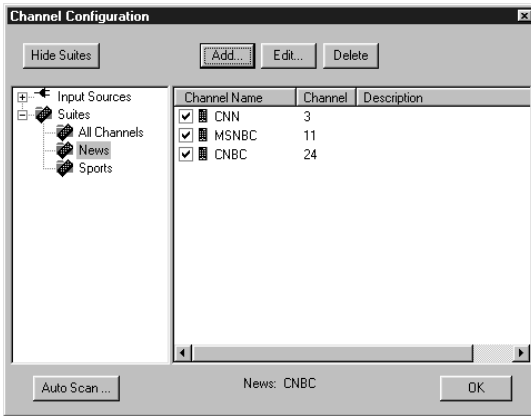 Channel Configuration
Hide Suites
Add...
Edit...
Delete
Input Sources
Suites
All Channels
News
Sports
Channel Name Channel Description
CNN 3
MSNBC 11
CNBC 24
Auto Scan ...
News: CNBC
OK